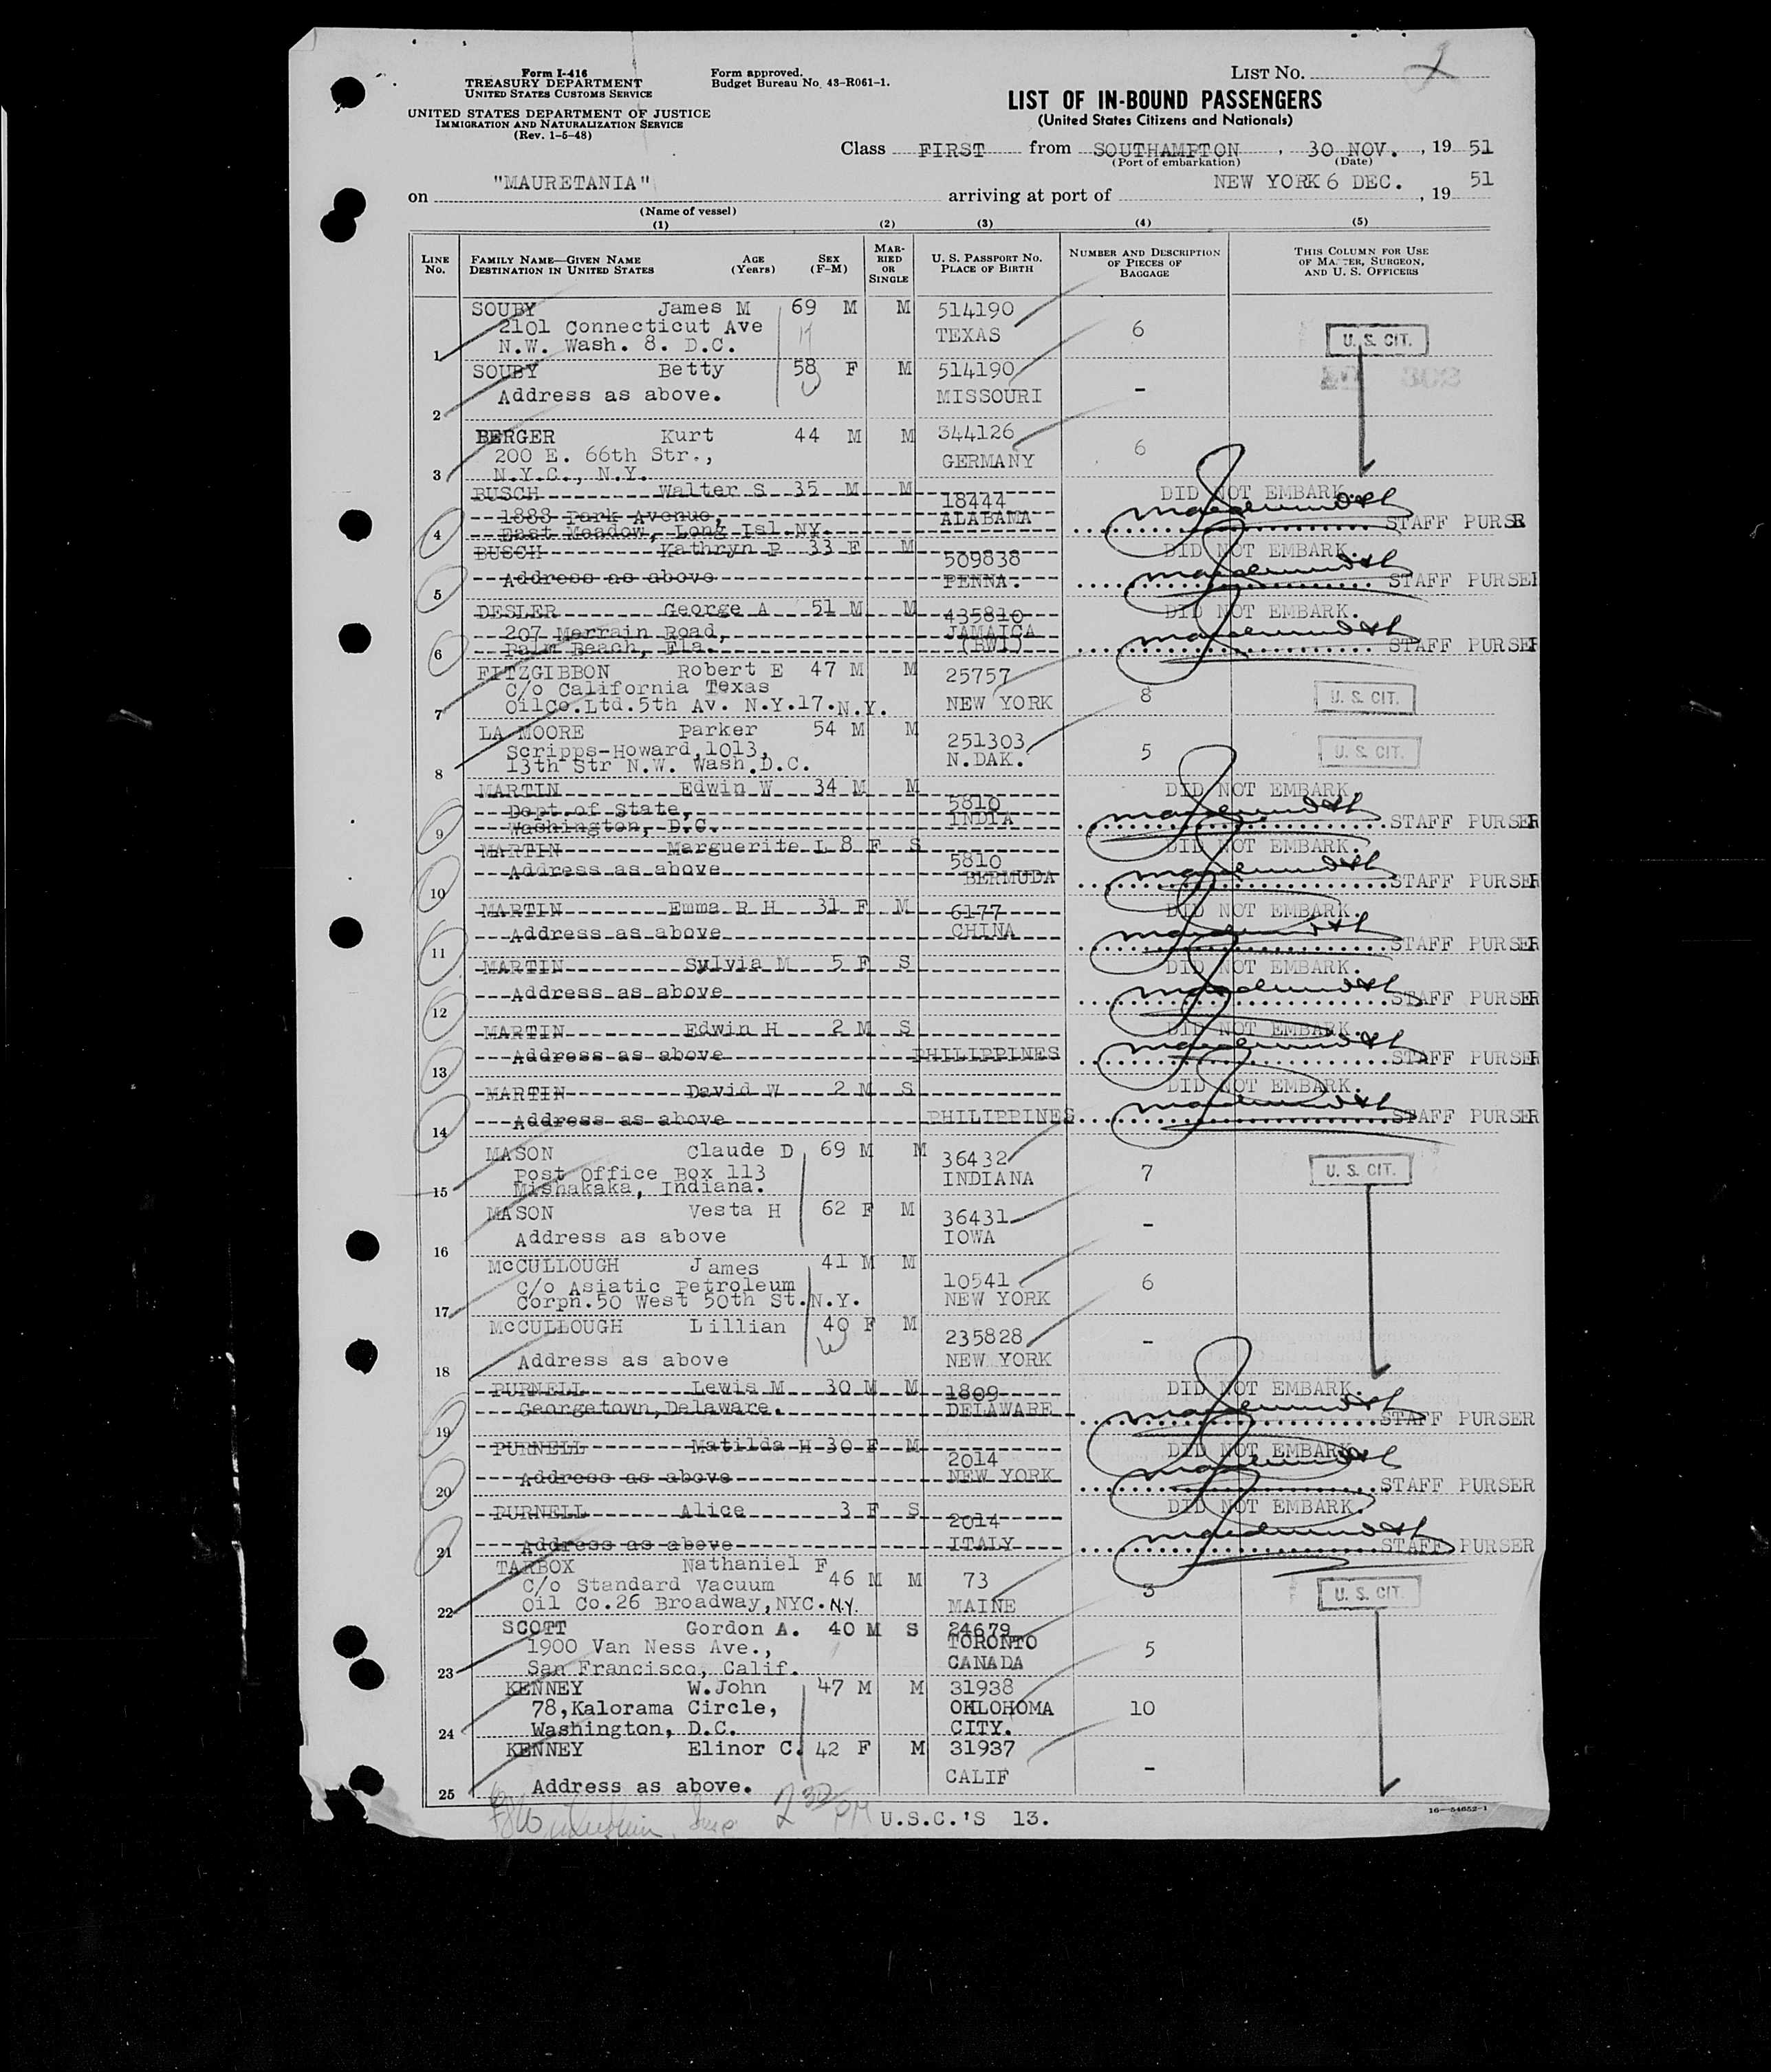 Form I-416
TREASURY DEPARTMENT
UNITED STATES CUSTOMS SERVICE
UNITED STATES DEPARTMENT OF JUSTICE
IMMIGRATION AND NATURALIZATION SERVICE
(Rev. 1-5-48)
Form approved.
Budget Bureau No. 43-R061-1.
LIST NO.
LIST OF IN-BOUND PASSENGERS
(United States Citizens and Nationals)
Class FIRST from SOUTHAMPTON, 30 NOV., 19 51
(Port of embarkation) (Date)
on "MAURETANIA" arriving at port of NEW YORK 6 DEC., 19 51
(Name of vessel)
(1) (2) (3) (4) (5)
LINE No. FAMILY NAME—GIVEN NAME DESTINATION IN UNITED STATES AGE (Years) SEX (F-M) MARRIED OR SINGLE U. S. PASSPORT NO. PLACE OF BIRTH NUMBER AND DESCRIPTION OF PIECES OF BAGGAGE THIS COLUMN FOR USE OF MASTER, SURGEON, AND U. S. OFFICERS
SOUBY James M 69 M M 514190
2101 Connecticut Ave TEXAS 6
1 N.W. Wash. 8. D.C. U. S. CIT.
SOUBY Betty 58 F M 514190
2 Address as above. MISSOURI -
BERGER Kurt 44 M M 344126
200 E. 66th Str., GERMANY 6
3 N.Y.C., N.Y.
BUSCH Walter S 35 M M 18444 DID NOT EMBARK.
1888 Park Avenue, ALABAMA
4 East Meadow, Long Isl NY. STAFF PURSER
BUSCH Kathryn P 33 F M 509838 DID NOT EMBARK.
5 Address as above PENNA. STAFF PURSER
DESLER George A 51 M M 435810 DID NOT EMBARK.
207 Merrain Road, JAMAICA
6 Palm Beach, Fla. (BWI) STAFF PURSER
FITZGIBBON Robert E 47 M M 25757
C/o California Texas 8 U. S. CIT.
7 OilCo.Ltd.5th Av. N.Y.17.N.Y. NEW YORK
LA MOORE Parker 54 M M 251303
Scripps-Howard,1013, N.DAK. 5 U. S. CIT.
8 13th Str N.W. Wash.D.C.
MARTIN Edwin W 34 M M 5810 DID NOT EMBARK
Dept.of State, INDIA
9 Washington, D.C. STAFF PURSER
MARTIN Marguerite L 8 F S 5810 DID NOT EMBARK.
10 Address as above BERMUDA STAFF PURSER
MARTIN Emma R H 31 F M 6177 DID NOT EMBARK.
11 Address as above CHINA STAFF PURSER
MARTIN Sylvia M 5 F S DID NOT EMBARK.
12 Address as above STAFF PURSER
MARTIN Edwin H 2 M S DID NOT EMBARK.
13 Address as above PHILIPPINES STAFF PURSER
MARTIN David W 2 M S DID NOT EMBARK.
14 Address as above PHILIPPINES STAFF PURSER
MASON Claude D 69 M M 36432
Post Office Box 113 INDIANA 7 U. S. CIT.
15 Mishakaka, Indiana.
MASON Vesta H 62 F M 36431
16 Address as above IOWA -
McCULLOUGH James 41 M M 10541
C/o Asiatic Petroleum NEW YORK 6
17 Corpn.50 West 50th St.N.Y.
McCULLOUGH Lillian 40 F M 235828
18 Address as above NEW YORK -
PURNELL Lewis M 30 M M 1809 DID NOT EMBARK.
19 Georgetown,Delaware. DELAWARE STAFF PURSER
PURNELL Matilda H 30 F M 2014 DID NOT EMBARK
20 Address as above NEW YORK STAFF PURSER
PURNELL Alice 3 F S 2014 DID NOT EMBARK.
21 Address as above ITALY STAFF PURSER
TARBOX Nathaniel F
C/o Standard Vacuum 46 M M 73 3 U. S. CIT.
22 Oil Co.26 Broadway,NYC.N.Y. MAINE
SCOTT Gordon A. 40 M S 24679
1900 Van Ness Ave., TORONTO 5
23 San Francisco, Calif. CANADA
KENNEY W.John 47 M M 31938
78,Kalorama Circle, OKLOHOMA 10
24 Washington, D.C. CITY.
KENNEY Elinor C. 42 F M 31937
25 Address as above. CALIF -
2 30 PM U.S.C.'S 13.
16—54652-1